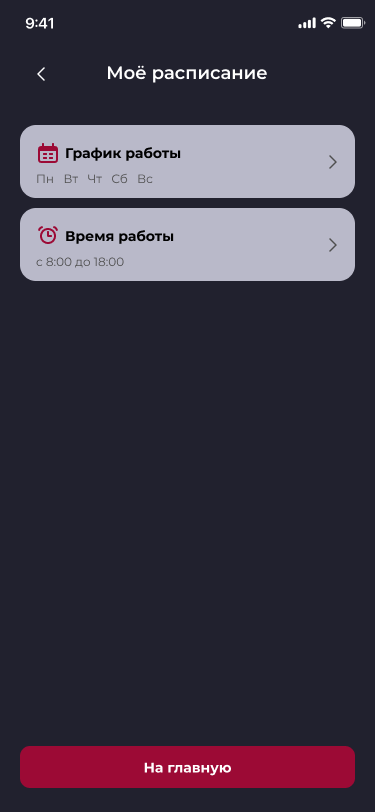 9:41
Моё расписание
График работы
Пн Вт Чт Сб Вс
Время работы
с 8:00 до 18:00
На главную